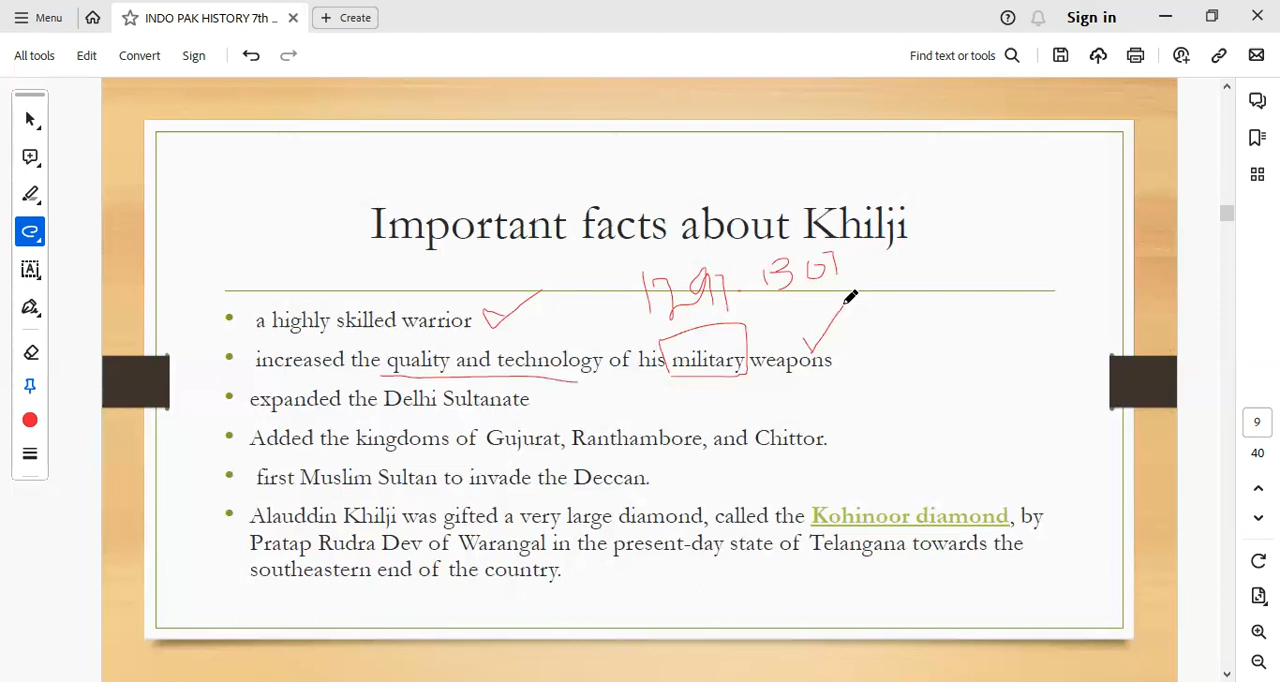 Menu
INDO PAK HISTORY 7th ...
Create
Sign in
All tools
Edit
Convert
Sign
Find text or tools
Important facts about Khilji
1307
• a highly skilled warrior
• increased the quality and technology of his military weapons
• expanded the Delhi Sultanate
• Added the kingdoms of Gujurat, Ranthambore, and Chittor.
• first Muslim Sultan to invade the Deccan.
• Alauddin Khilji was gifted a very large diamond, called the Kohinoor diamond, by
Pratap Rudra Dev of Warangal in the present-day state of Telangana towards the
southeastern end of the country.
9
40